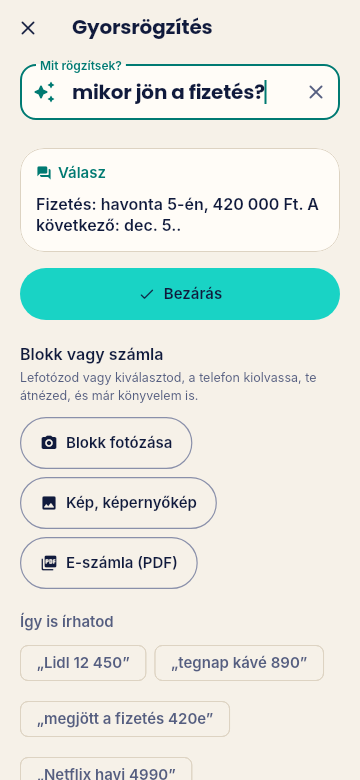 Gyorsrögzítés
Mit rögzítsek?
mikor jön a fizetés?
Válasz
Fizetés: havonta 5-én, 420 000 Ft. A
következő: dec. 5..
Bezárás
Blokk vagy számla
Lefotózod vagy kiválasztod, a telefon kiolvassa, te
átnézed, és már könyvelem is.
Blokk fotózása
Kép, képernyőkép
PDF E-számla (PDF)
Így is írhatod
„Lidl 12 450” „tegnap kávé 890”
„megjött a fizetés 420e”
„Netflix havi 4990”